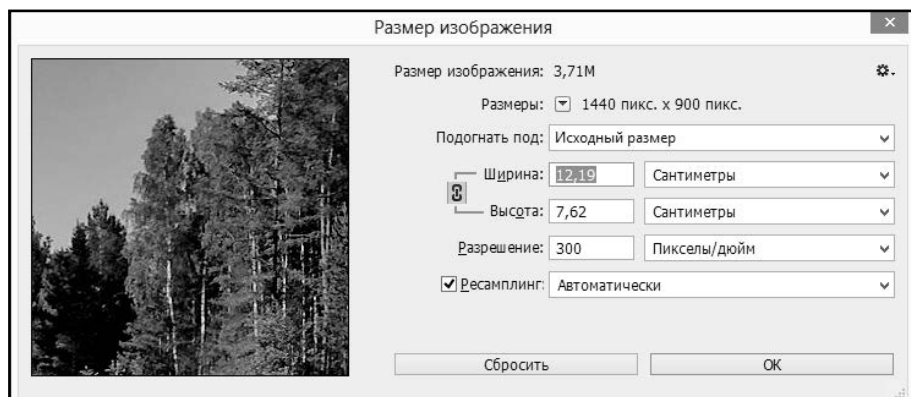 Размер изображения
Размер изображения: 3,71M
Размеры: 1440 пикс. x 900 пикс.
Подогнать под: Исходный размер
Ширина: 12,19 Сантиметры
Высота: 7,62 Сантиметры
Разрешение: 300 Пикселы/дюйм
Ресамплинг: Автоматически
Сбросить OK